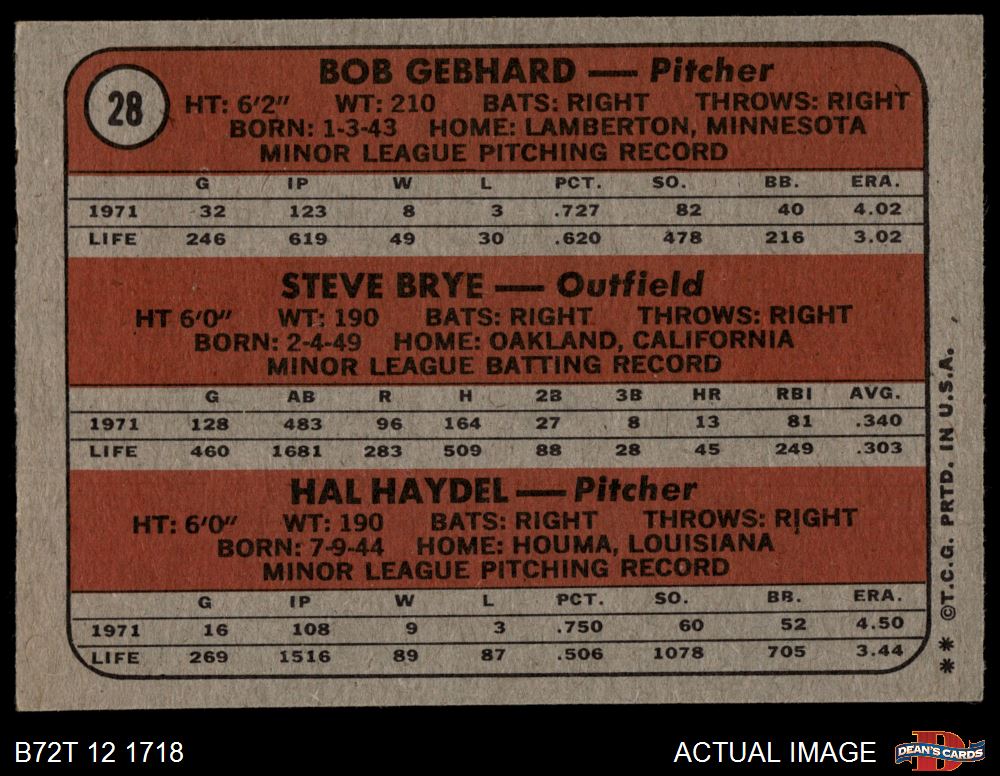 28
BOB GEBHARD — Pitcher
HT: 6'2" WT: 210 BATS: RIGHT THROWS: RIGHT
BORN: 1-3-43 HOME: LAMBERTON, MINNESOTA
MINOR LEAGUE PITCHING RECORD
G IP W L PCT. SO. BB. ERA.
1971 32 123 8 3 .727 82 40 4.02
LIFE 246 619 49 30 .620 478 216 3.02
STEVE BRYE — Outfield
HT 6'0" WT: 190 BATS: RIGHT THROWS: RIGHT
BORN: 2-4-49 HOME: OAKLAND, CALIFORNIA
MINOR LEAGUE BATTING RECORD
G AB R H 2B 3B HR RBI AVG.
1971 128 483 96 164 27 8 13 81 .340
LIFE 460 1681 283 509 88 28 45 249 .303
HAL HAYDEL — Pitcher
HT: 6'0" WT: 190 BATS: RIGHT THROWS: RIGHT
BORN: 7-9-44 HOME: HOUMA, LOUISIANA
MINOR LEAGUE PITCHING RECORD
G IP W L PCT. SO. BB. ERA.
1971 16 108 9 3 .750 60 52 4.50
LIFE 269 1516 89 87 .506 1078 705 3.44
** ©T.C.G. PRTD. IN U.S.A.
B72T 12 1718
ACTUAL IMAGE
DEAN'S CARDS